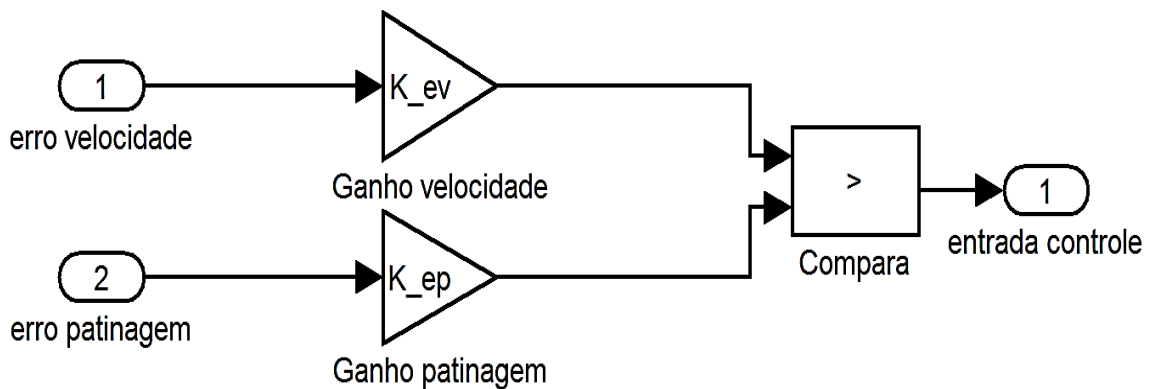 1
erro velocidade
K_ev
Ganho velocidade
2
erro patinagem
K_ep
Ganho patinagem
>
Compara
1
entrada controle